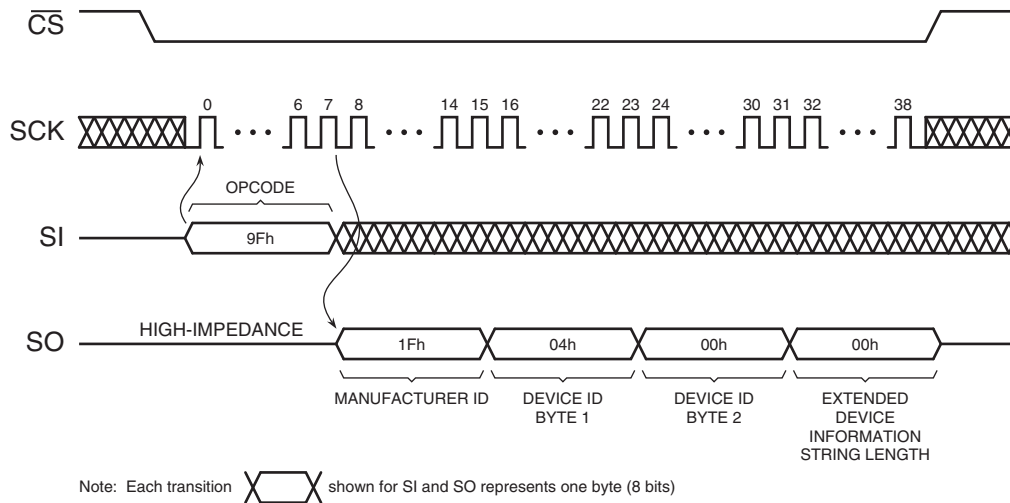 CS
SCK
0 6 7 8 14 15 16 22 23 24 30 31 32 38
OPCODE
SI
9Fh
HIGH-IMPEDANCE
SO
1Fh 04h 00h 00h
MANUFACTURER ID
DEVICE ID
BYTE 1
DEVICE ID
BYTE 2
EXTENDED
DEVICE
INFORMATION
STRING LENGTH
Note: Each transition shown for SI and SO represents one byte (8 bits)